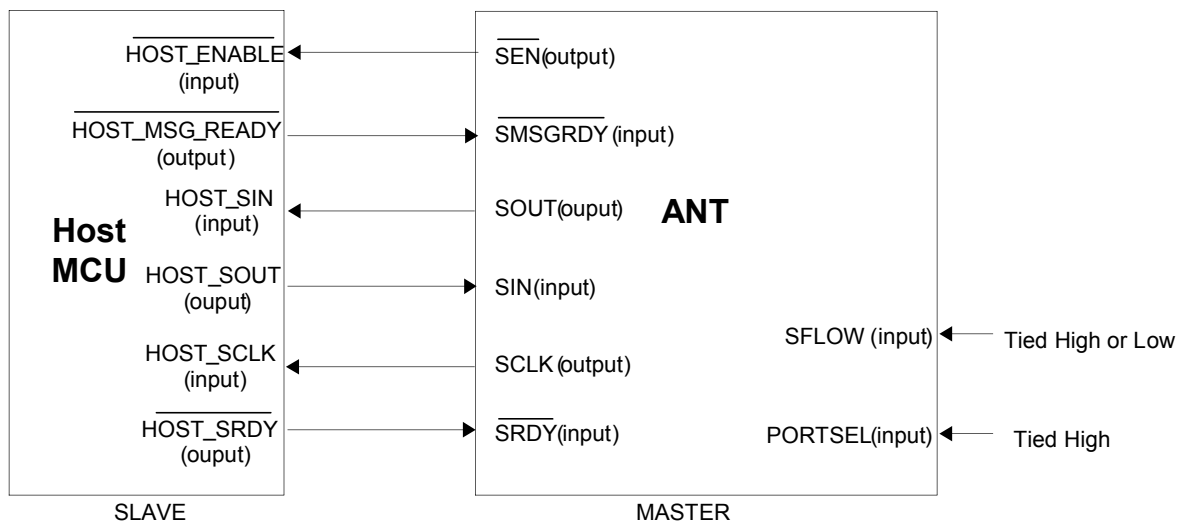 HOST_ENABLE
(input)
SEN(output)
HOST_MSG_READY
(output)
SMSGRDY (input)
HOST_SIN
(input)
SOUT(ouput)
ANT
Host
MCU
HOST_SOUT
(ouput)
SIN(input)
SFLOW (input)
Tied High or Low
HOST_SCLK
(input)
SCLK(output)
HOST_SRDY
(ouput)
SRDY(input)
PORTSEL(input)
Tied High
SLAVE
MASTER